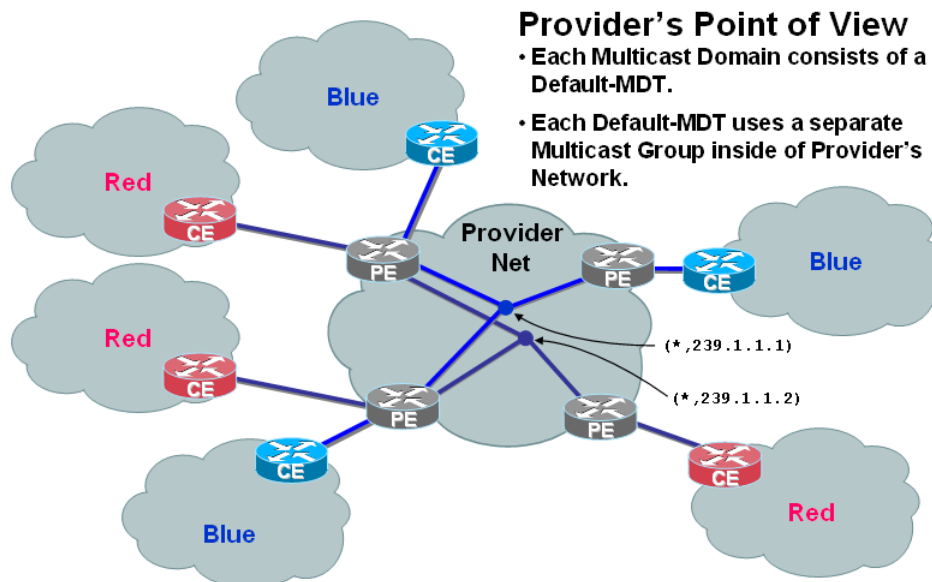 Provider's Point of View
• Each Multicast Domain consists of a
Default-MDT.
• Each Default-MDT uses a separate
Multicast Group inside of Provider's
Network.
Blue
CE
Red
CE
Provider
Net
PE
PE
CE
Blue
Red
CE
(*,239.1.1.1)
(*,239.1.1.2)
PE
PE
CE
Blue
CE
Red